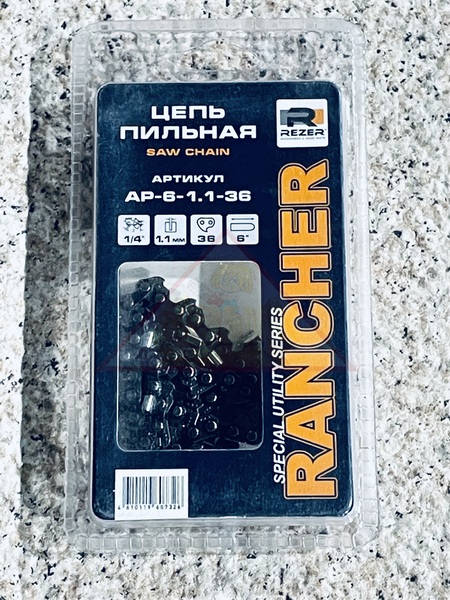 ЦЕПЬ
ПИЛЬНАЯ
SAW CHAIN
REZER
АРТИКУЛ
AP-6-1.1-36
1/4"
1.1 мм
36
6"
SPECIAL UTILITY SERIES
RANCHER